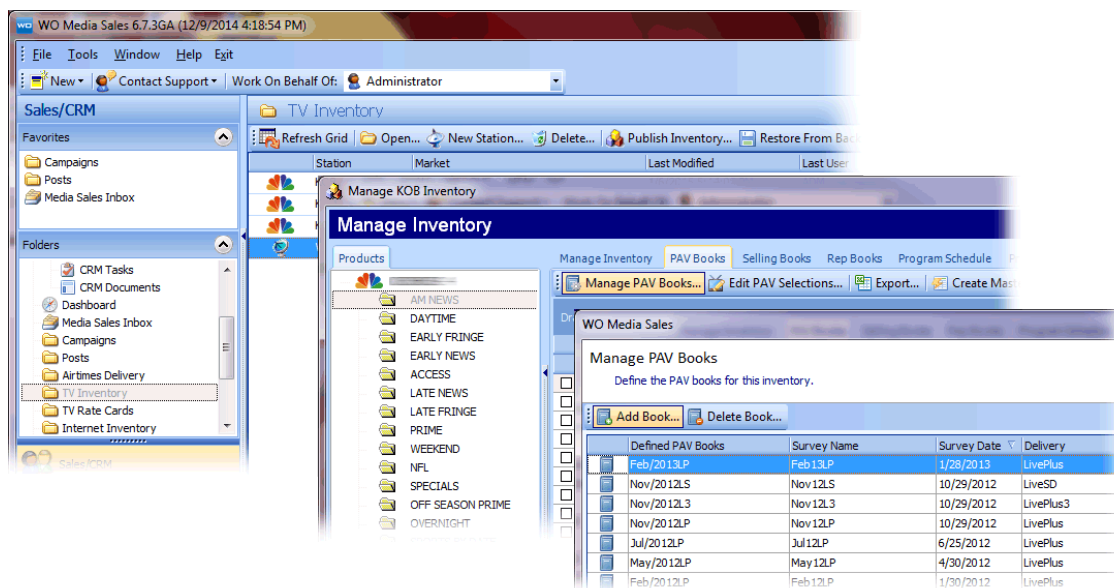 WO Media Sales 6.7.3GA (12/9/2014 4:18:54 PM)
File Tools Window Help Exit
New Contact Support Work On Behalf Of: Administrator
Sales/CRM
Favorites
Campaigns
Posts
Media Sales Inbox
Folders
CRM Tasks
CRM Documents
Dashboard
Media Sales Inbox
Campaigns
Posts
Airtimes Delivery
TV Inventory
TV Rate Cards
Internet Inventory
Sales/CRM
TV Inventory
Refresh Grid Open... New Station... Delete... Publish Inventory... Restore From
Station Market Last Modified Last User
Manage KOB Inventory
Manage Inventory
Products
AM NEWS
DAYTIME
EARLY FRINGE
EARLY NEWS
ACCESS
LATE NEWS
LATE FRINGE
PRIME
WEEKEND
NFL
SPECIALS
OFF SEASON PRIME
OVERNIGHT
Manage Inventory PAV Books Selling Books Rep Books Program Schedule
Manage PAV Books... Edit PAV Selections... Export... Create
WO Media Sales
Manage PAV Books
Define the PAV books for this inventory.
Add Book... Delete Book...
Defined PAV Books Survey Name Survey Date Delivery
Feb/2013LP Feb13LP 1/28/2013 LivePlus
Nov/2012LS Nov12LS 10/29/2012 LiveSD
Nov/2012L3 Nov12L3 10/29/2012 LivePlus3
Nov/2012LP Nov12LP 10/29/2012 LivePlus
Jul/2012LP Jul12LP 6/25/2012 LivePlus
May/2012LP May12LP 4/30/2012 LivePlus
Feb/2012LP Feb12LP 1/30/2012 LivePlus